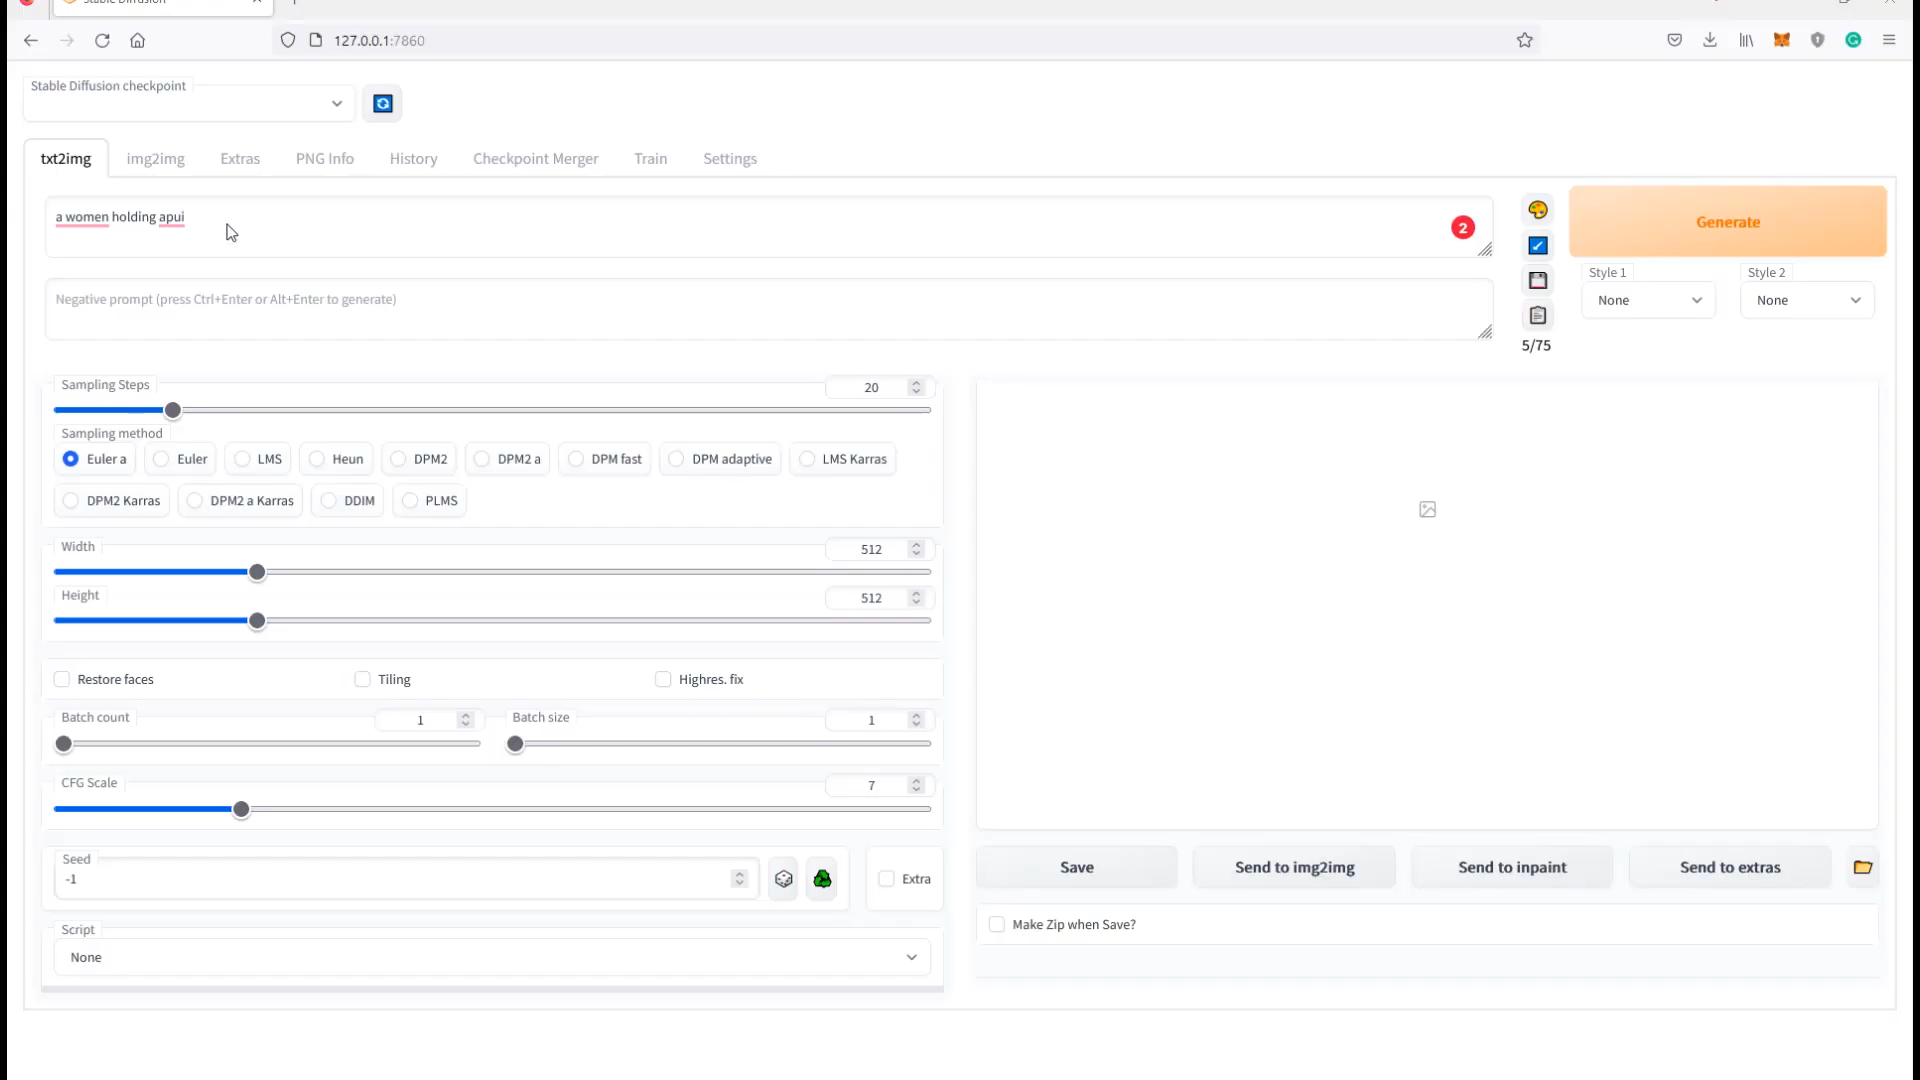 Stable Diffusion
127.0.0.1:7860
Stable Diffusion checkpoint
txt2img img2img Extras PNG Info History Checkpoint Merger Train Settings
a women holding apui
2
Generate
Negative prompt (press Ctrl+Enter or Alt+Enter to generate)
Style 1 Style 2
None None
5/75
Sampling Steps 20
Sampling method
Euler a Euler LMS Heun DPM2 DPM2 a DPM fast DPM adaptive LMS Karras
DPM2 Karras DPM2 a Karras DDIM PLMS
Width 512
Height 512
Restore faces Tiling Highres. fix
Batch count 1 Batch size 1
CFG Scale 7
Seed
-1
Extra
Script
None
Save Send to img2img Send to inpaint Send to extras
Make Zip when Save?